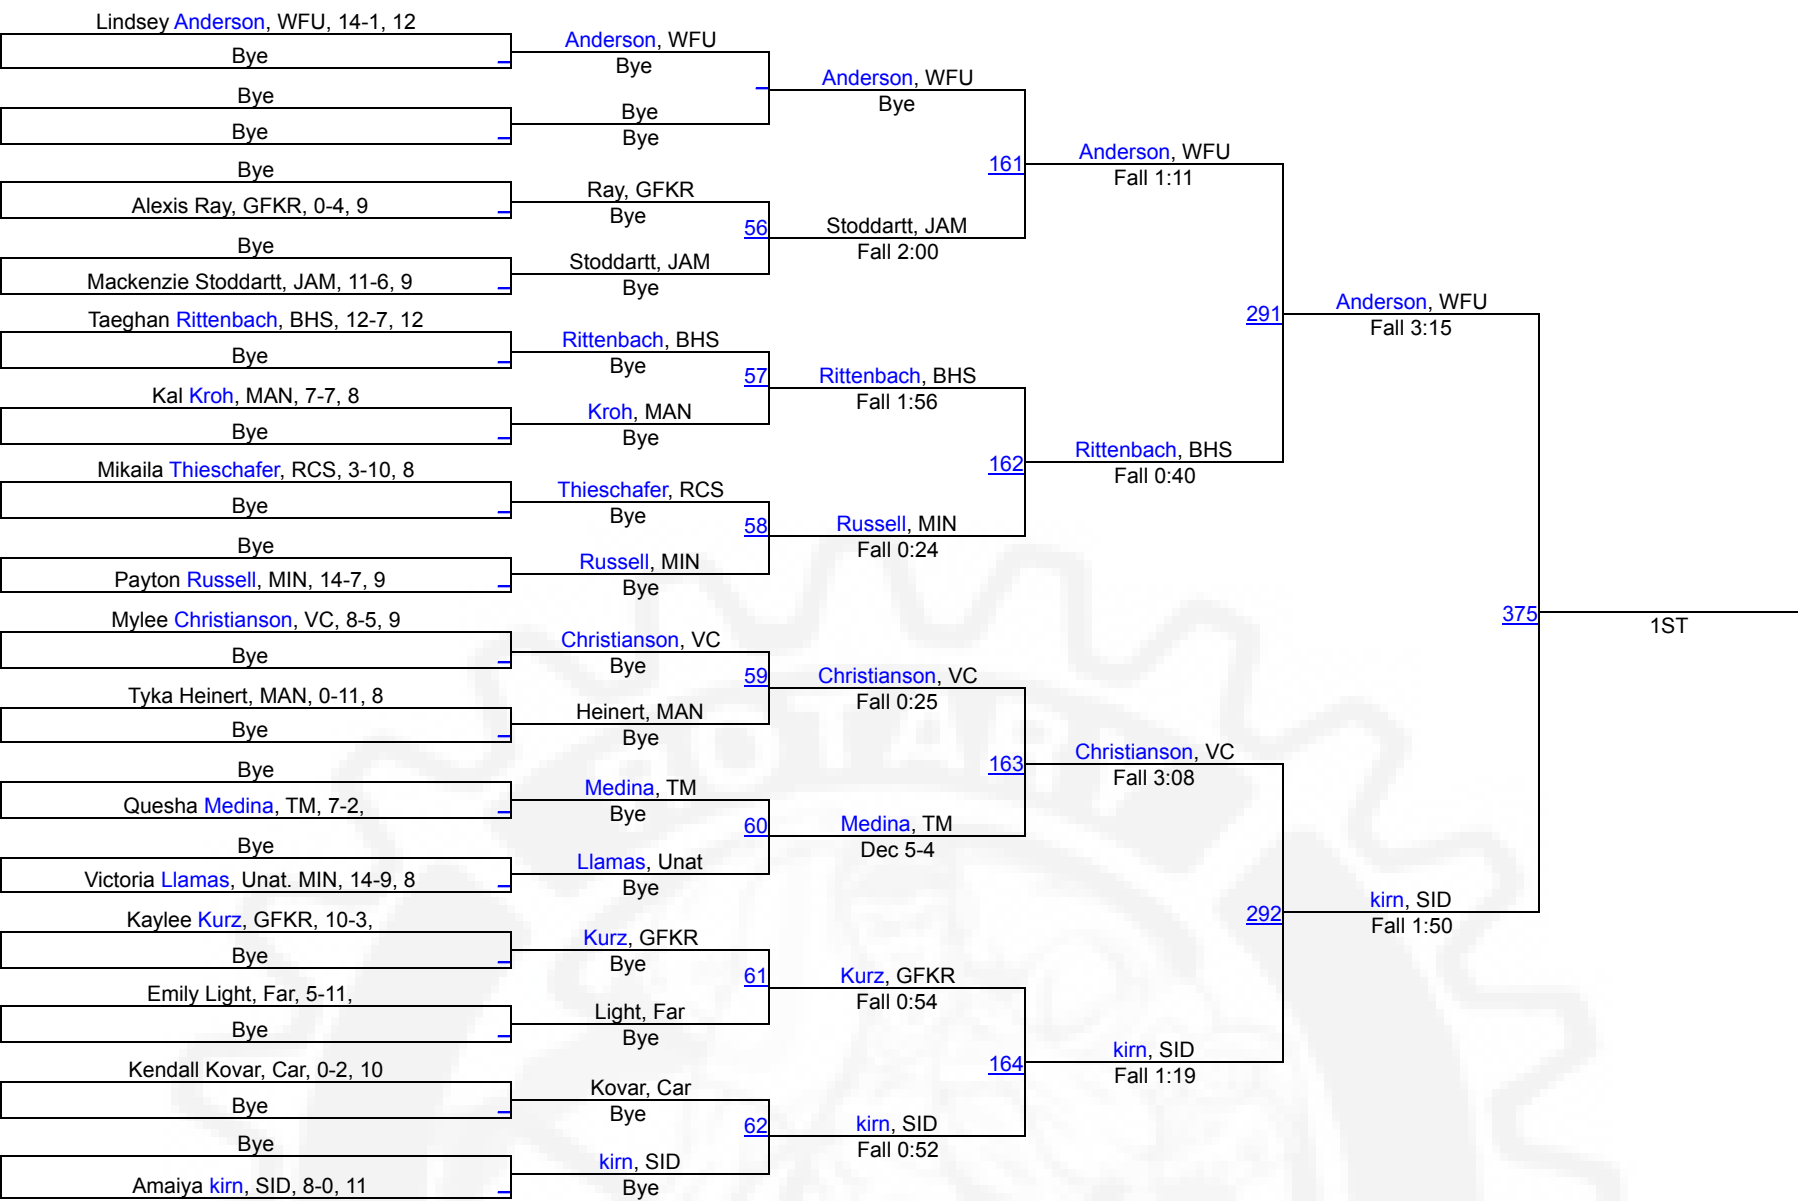 Lindsey Anderson, WFU, 14-1, 12
Bye
Bye
Bye
Bye
Alexis Ray, GFKR, 0-4, 9
Bye
Mackenzie Stoddartt, JAM, 11-6, 9
Taeghan Rittenbach, BHS, 12-7, 12
Bye
Kal Kroh, MAN, 7-7, 8
Bye
Mikaila Thieschafer, RCS, 3-10, 8
Bye
Bye
Payton Russell, MIN, 14-7, 9
Mylee Christianson, VC, 8-5, 9
Bye
Tyka Heinert, MAN, 0-11, 8
Bye
Bye
Quesha Medina, TM, 7-2,
Bye
Victoria Llamas, Unat. MIN, 14-9, 8
Kaylee Kurz, GFKR, 10-3,
Bye
Emily Light, Far, 5-11,
Bye
Kendall Kovar, Car, 0-2, 10
Bye
Bye
Amaiya kirn, SID, 8-0, 11
Anderson, WFU
Bye
Bye
Bye
Ray, GFKR
Bye
56
Stoddartt, JAM
Bye
Rittenbach, BHS
Bye
57
Kroh, MAN
Bye
Thieschafer, RCS
Bye
58
Russell, MIN
Bye
Christianson, VC
Bye
59
Heinert, MAN
Bye
Medina, TM
Bye
60
Llamas, Unat
Bye
Kurz, GFKR
Bye
61
Light, Far
Bye
Kovar, Car
Bye
62
kirn, SID
Bye
Anderson, WFU
Bye
161
Stoddartt, JAM
Fall 2:00
Rittenbach, BHS
Fall 1:56
162
Russell, MIN
Fall 0:24
Christianson, VC
Fall 0:25
163
Medina, TM
Dec 5-4
Kurz, GFKR
Fall 0:54
164
kirn, SID
Fall 0:52
Anderson, WFU
Fall 1:11
291
Rittenbach, BHS
Fall 0:40
Christianson, VC
Fall 3:08
292
kirn, SID
Fall 1:19
Anderson, WFU
Fall 3:15
375
kirn, SID
Fall 1:50
1ST